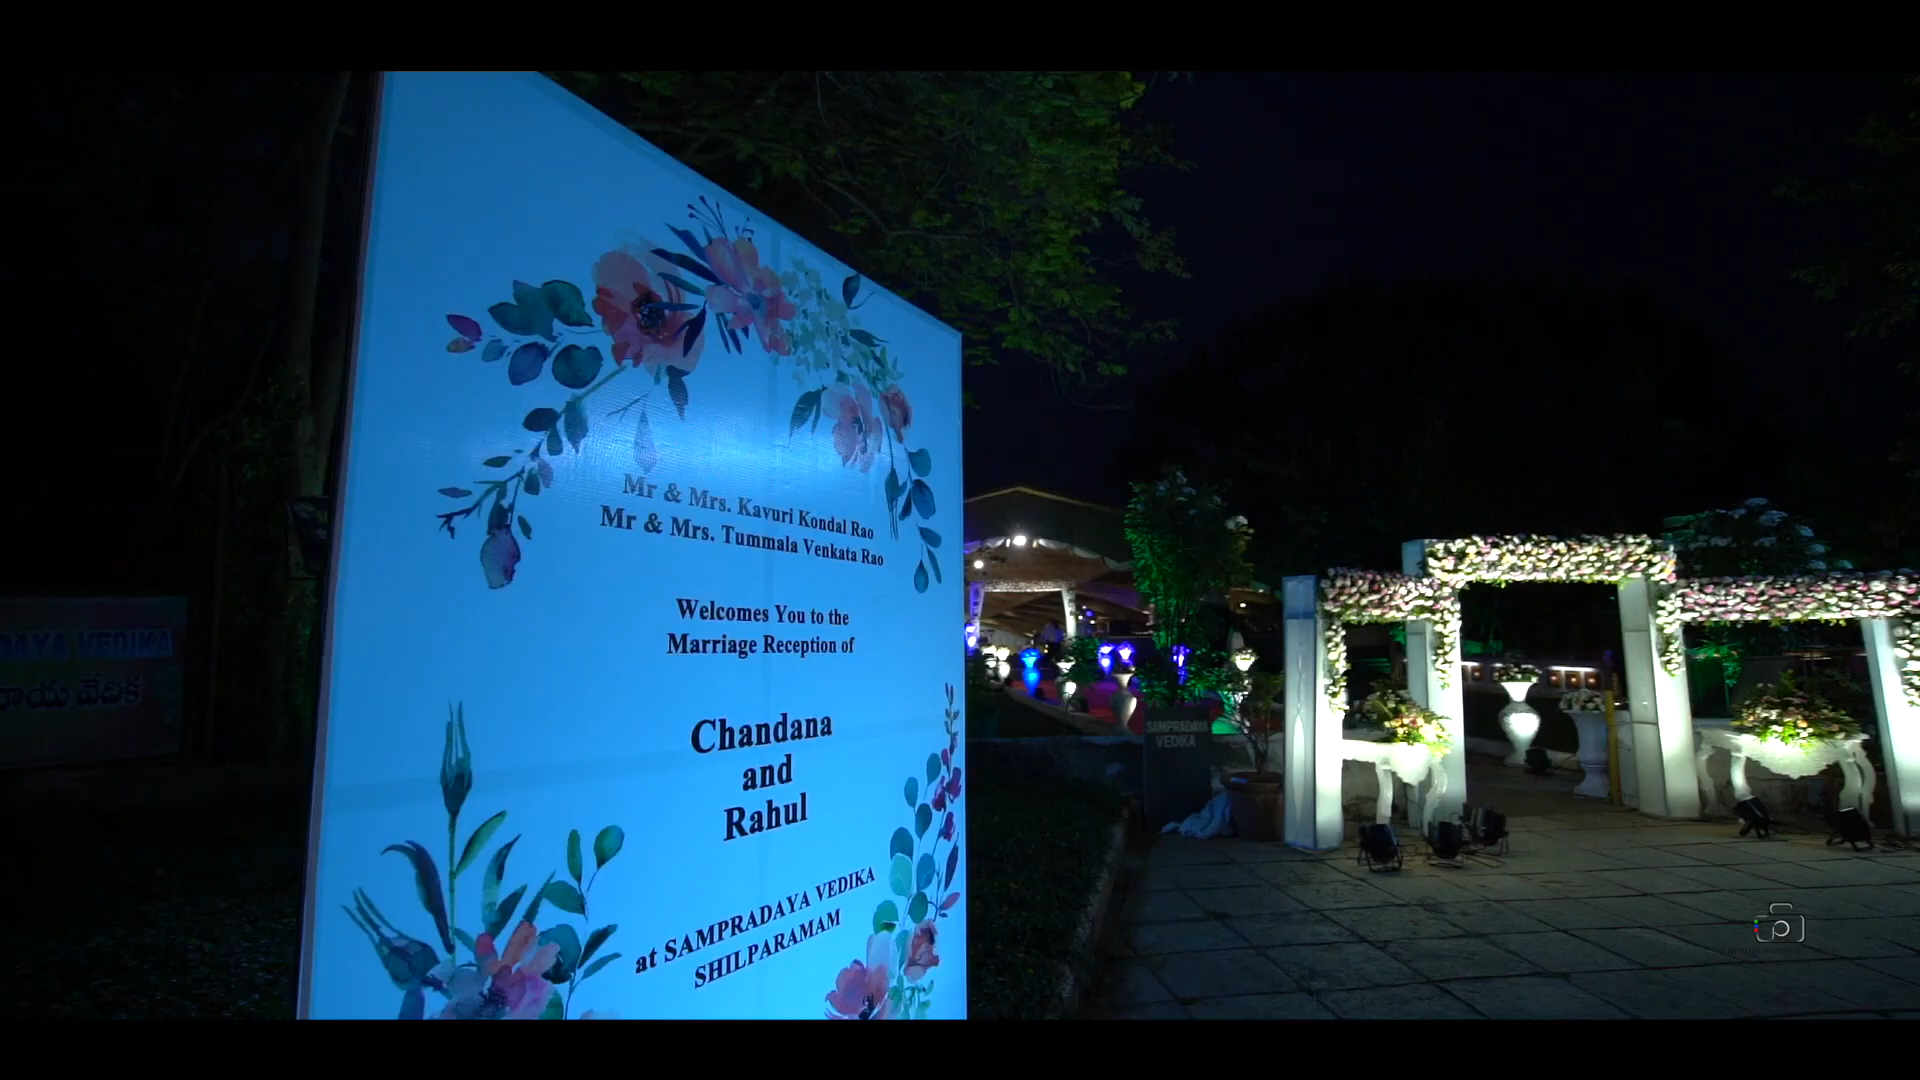 Mr & Mrs. Kavuri Kondal Rao
Mr & Mrs. Tummala Venkata Rao
Welcomes You to the
Marriage Reception of
Chandana
and
Rahul
at SAMPRADAYA VEDIKA
SHILPARAMAM
SAMPRADAYA
VEDIKA
VEDIKA
వేదిక